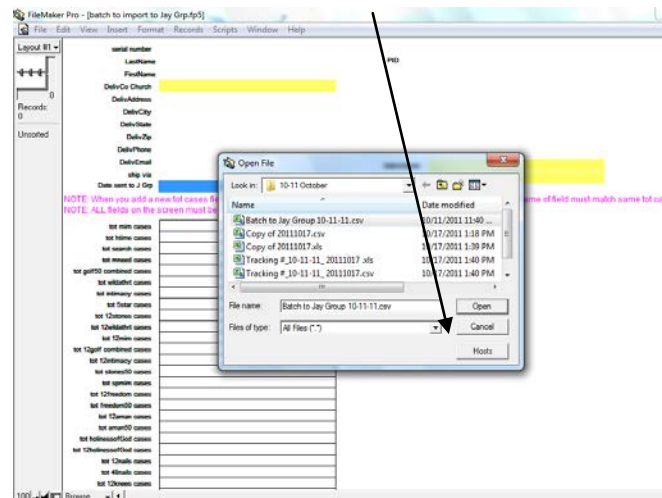 FileMaker Pro - [batch to import to Jay Grp.fp5]
File Edit View Insert Format Records Scripts Window Help
Layout #1
Records:
0
Unsorted
serial number
LastName
PID
FirstName
DelivCo Church
DelivAddress
DelivCity
DelivState
DelivZip
DelivPhone
DelivEmail
ship via
Date sent to J Grp
NOTE: When you add a new tot cases fie
ame of field must match same tot ca
NOTE: ALL fields on the screen must be
tot mim cases
tot htime cases
tot search cases
tot mneed cases
tot golf50 combined cases
tot wildathrt cases
tot intimacy cases
tot 5star cases
tot 12stones cases
tot 12wildathrt cases
tot 12mim cases
tot 12golf combined cases
tot 12intimacy cases
tot stones50 cases
tot spmim cases
tot 12freedom cases
tot freedom50 cases
tot 12aman cases
tot aman50 cases
tot holinessofGod cases
tot 12holinessofGod cases
tot 12nails cases
tot 48nails cases
tot 12knees cases
100
Browse
Open File
Look in: 10-11 October
Name Date modified
Batch to Jay Group 10-11-11.csv 10/11/2011 11:40 ...
Copy of 20111017.csv 10/17/2011 1:18 PM
Copy of 20111017.xls 10/17/2011 1:39 PM
Tracking #_10-11-11_ 20111017 .xls 10/17/2011 1:40 PM
Tracking #_10-11-11_ 20111017.csv 10/17/2011 1:40 PM
File name: Batch to Jay Group 10-11-11.csv Open
Files of type: All Files (*.*) Cancel
Hosts